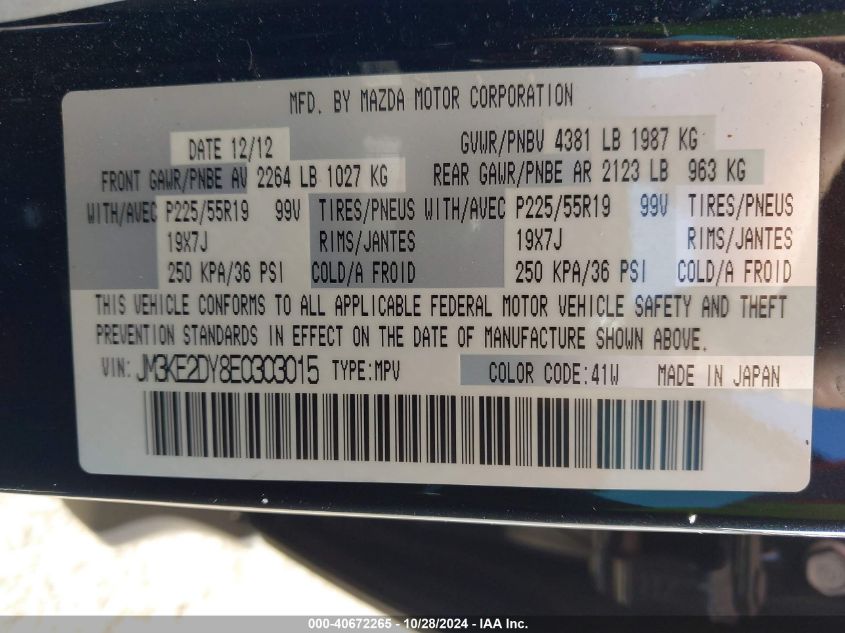 MFD. BY MAZDA MOTOR CORPORATION
DATE 12/12 GVWR/PNBV 4381 LB 1987 KG
FRONT GAWR/PNBE AV 2264 LB 1027 KG REAR GAWR/PNBE AR 2123 LB 963 KG
WITH/AVEC P225/55R19 99V TIRES/PNEUS WITH/AVEC P225/55R19 99V TIRES/PNEUS
19X7J RIMS/JANTES 19X7J RIMS/JANTES
250 KPA/36 PSI COLD/A FROID 250 KPA/36 PSI COLD/A FROID
THIS VEHICLE CONFORMS TO ALL APPLICABLE FEDERAL MOTOR VEHICLE SAFETY AND THEFT
PREVENTION STANDARDS IN EFFECT ON THE DATE OF MANUFACTURE SHOWN ABOVE.
VIN: JM3KE2DY8E0303015 TYPE:MPV COLOR CODE:41W MADE IN JAPAN
000-40672265 - 10/28/2024 - IAA Inc.